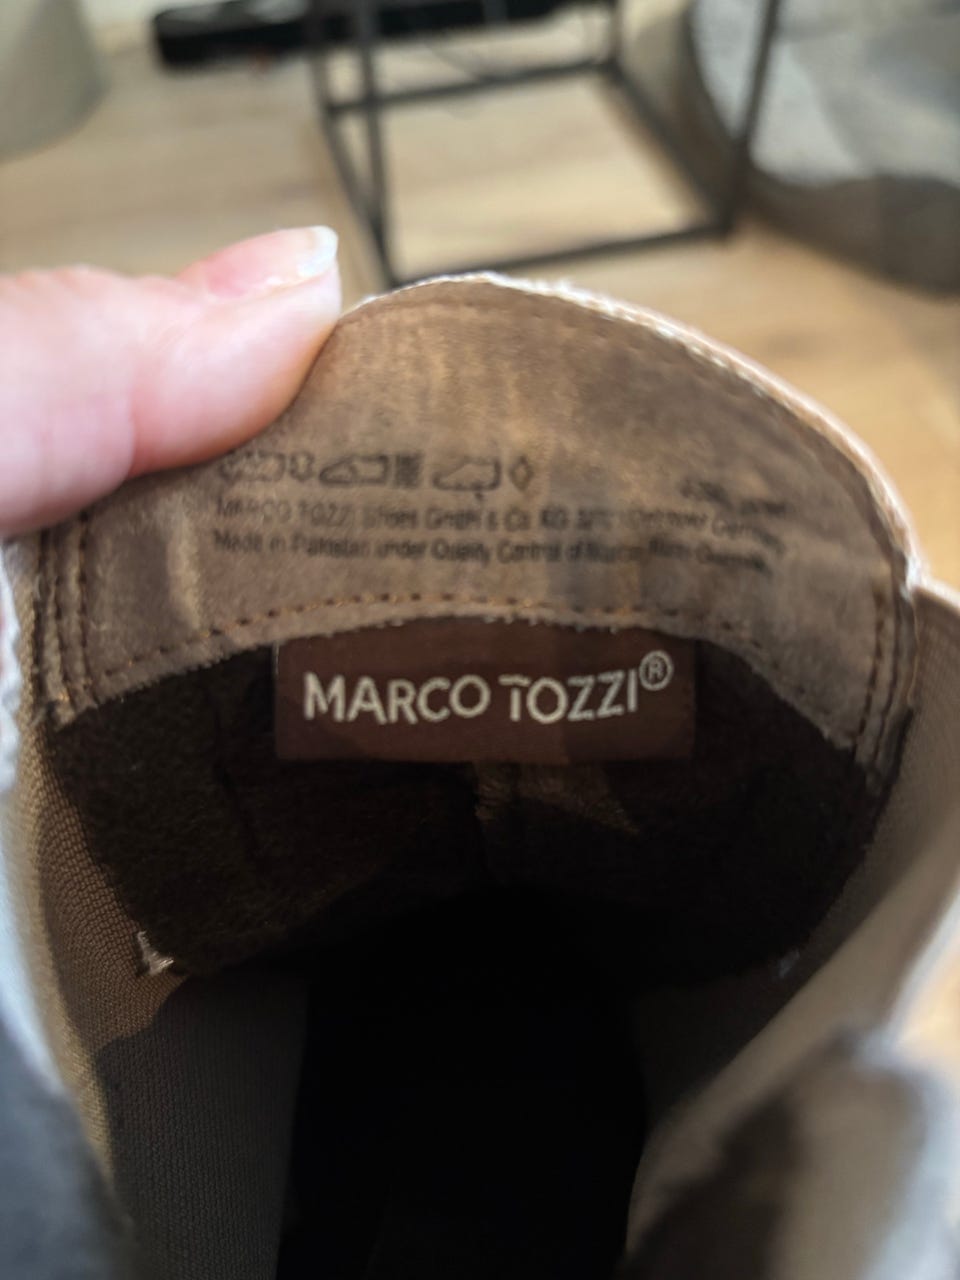 MARCO TOZZI Shoes GmbH & Co. KG
Made in Pakistan under Quality Control of
MARCO TOZZI®